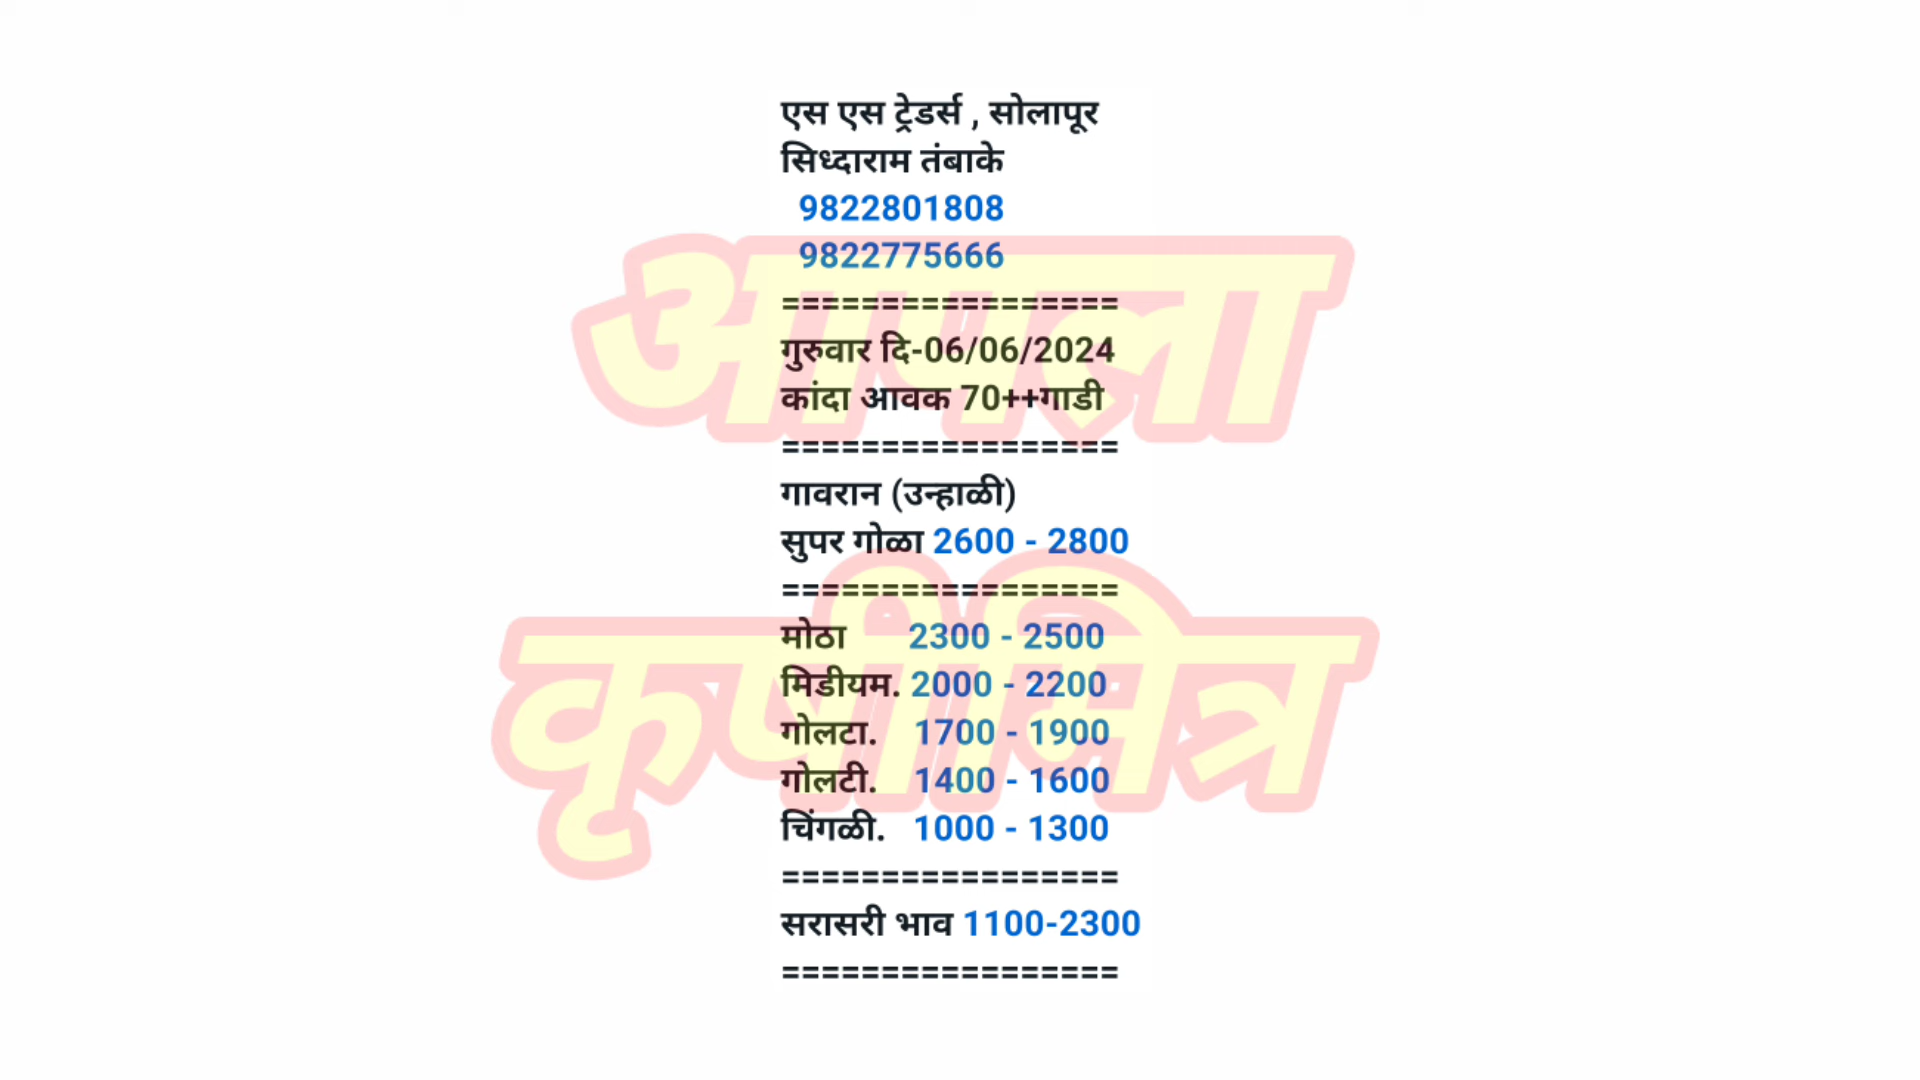 एस एस ट्रेडर्स , सोलापूर
सिध्दाराम तंबाके
9822801808
9822775666
=================
गुरुवार दि-06/06/2024
कांदा आवक 70++गाडी
=================
गावरान (उन्हाळी)
सुपर गोळा 2600 - 2800
=================
मोठा 2300 - 2500
मिडीयम. 2000 - 2200
गोलटा. 1700 - 1900
गोलटी. 1400 - 1600
चिंगळी. 1000 - 1300
=================
सरासरी भाव 1100-2300
=================
आपला
कृषीमित्र